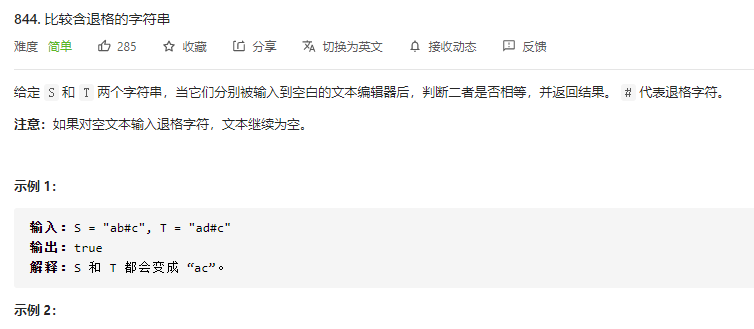 844. 比较含退格的字符串
难度 简单 285 收藏 分享 切换为英文 接收动态 反馈
给定 S 和 T 两个字符串，当它们分别被输入到空白的文本编辑器后，判断二者是否相等，并返回结果。 # 代表退格字符。
注意：如果对空文本输入退格字符，文本继续为空。
示例 1：
输入：S = "ab#c", T = "ad#c"
输出：true
解释：S 和 T 都会变成 “ac”。
示例 2：